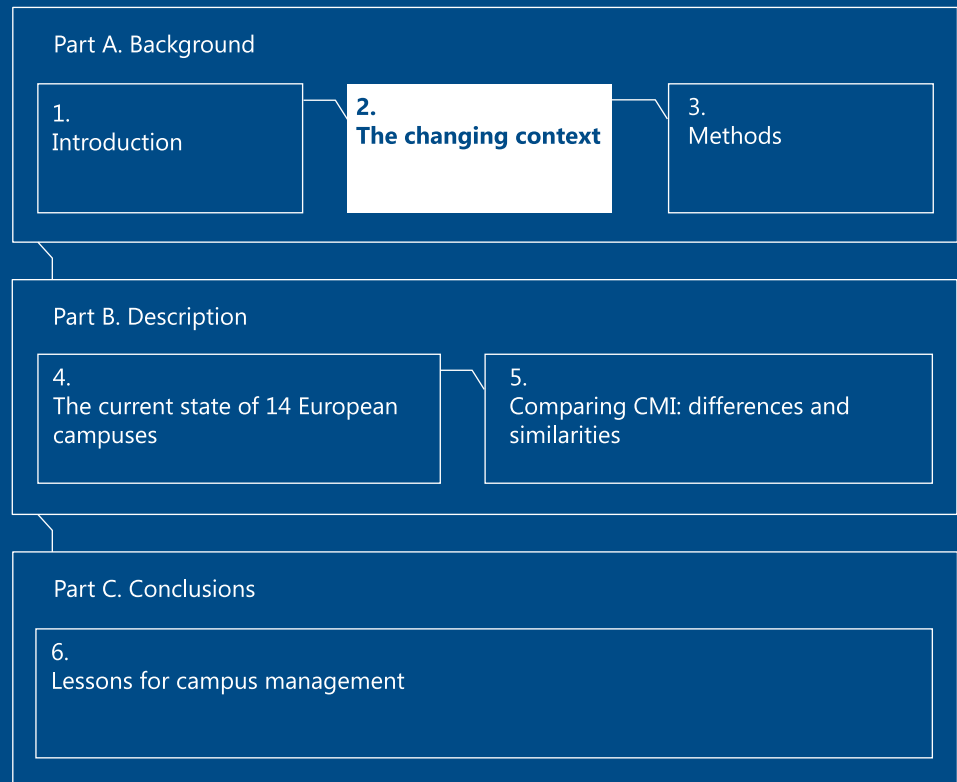 Part A. Background
1.
Introduction
2.
The changing context
3.
Methods
Part B. Description
4.
The current state of 14 European
campuses
5.
Comparing CMI: differences and
similarities
Part C. Conclusions
6.
Lessons for campus management